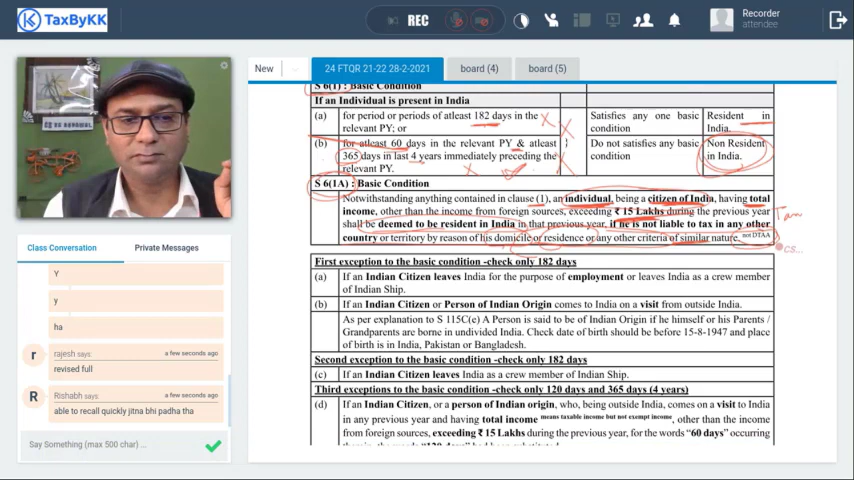 TaxByKK
REC
Recorder
attendee
New
24 FTQR 21-22 28-2-2021
board (4)
board (5)
Class Conversation
Private Messages
Y
y
ha
r
rajesh says:
a few seconds ago
revised full
R
Rishabh says:
a few seconds ago
able to recall quickly jitna bhi padha tha
Say Something (max 500 char) ...
S 6(1) : Basic Condition
If an Individual is present in India
(a) for period or periods of atleast 182 days in the
relevant PY; or
Satisfies any one basic
condition
Resident in
India.
(b) for atleast 60 days in the relevant PY & atleast
365 days in last 4 years immediately preceding the
relevant PY.
Do not satisfies any basic
condition
Non Resident
in India.
S 6(1A) : Basic Condition
Notwithstanding anything contained in clause (1), an individual, being a citizen of India, having total
income, other than the income from foreign sources, exceeding ₹ 15 Lakhs during the previous year
shall be deemed to be resident in India in that previous year, if he is not liable to tax in any other
country or territory by reason of his domicile or residence or any other criteria of similar nature. not DTAA
First exception to the basic condition -check only 182 days
(a) If an Indian Citizen leaves India for the purpose of employment or leaves India as a crew member
of Indian Ship.
(b) If an Indian Citizen or Person of Indian Origin comes to India on a visit from outside India.
As per explanation to S 115C(e) A Person is said to be of Indian Origin if he himself or his Parents /
Grandparents are borne in undivided India. Check date of birth should be before 15-8-1947 and place
of birth is in India, Pakistan or Bangladesh.
Second exception to the basic condition -check only 182 days
(c) If an Indian Citizen leaves India as a crew member of Indian Ship.
Third exceptions to the basic condition -check only 120 days and 365 days (4 years)
(d) If an Indian Citizen, or a person of Indian origin, who, being outside India, comes on a visit to India
in any previous year and having total income means taxable income but not exempt income, other than the income
from foreign sources, exceeding ₹ 15 Lakhs during the previous year, for the words "60 days" occurring